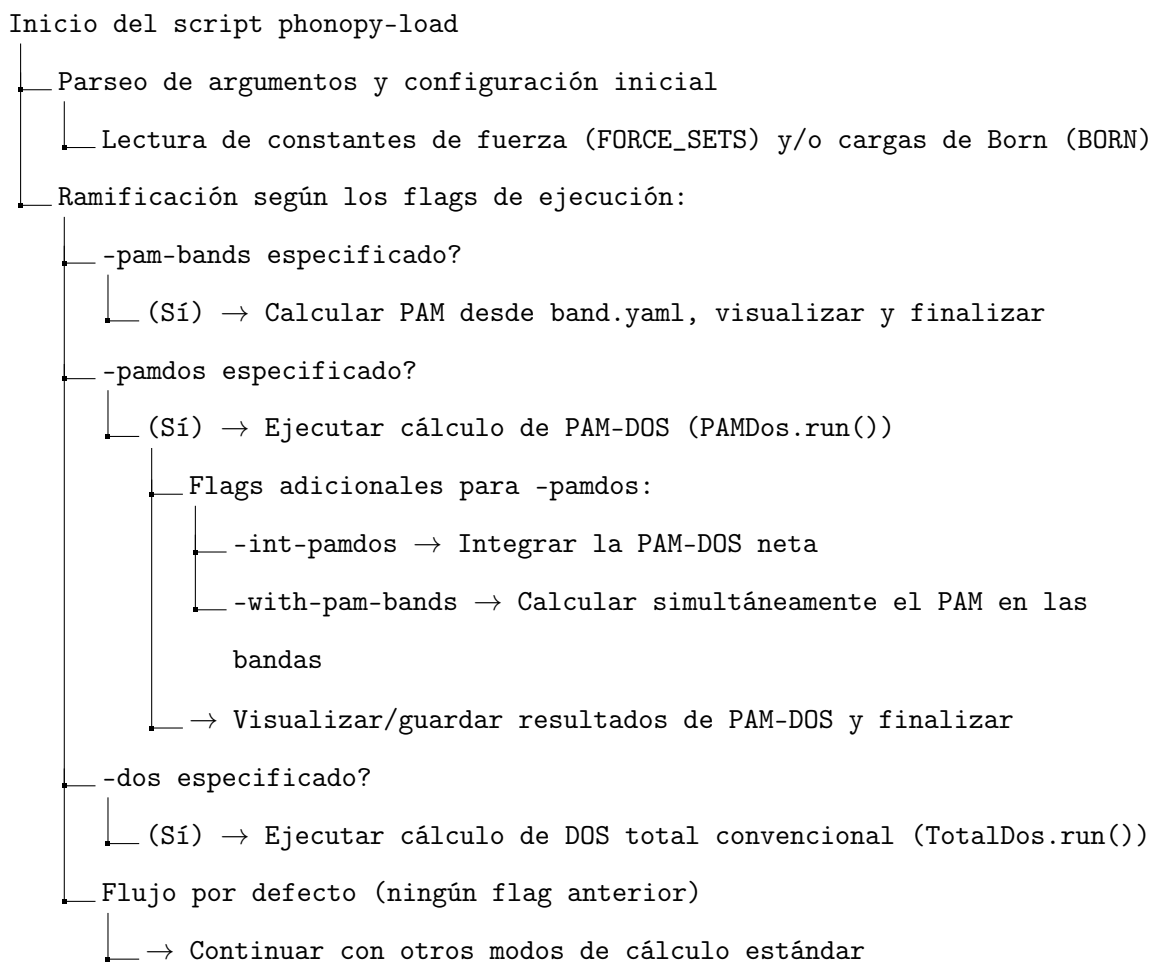 Inicio del script phonopy-load
Parseo de argumentos y configuración inicial
Lectura de constantes de fuerza (FORCE_SETS) y/o cargas de Born (BORN)
Ramificación según los flags de ejecución:
-pam-bands especificado?
(Sí) → Calcular PAM desde band.yaml, visualizar y finalizar
-pamdos especificado?
(Sí) → Ejecutar cálculo de PAM-DOS (PAMDos.run())
Flags adicionales para -pamdos:
-int-pamdos → Integrar la PAM-DOS neta
-with-pam-bands → Calcular simultáneamente el PAM en las
bandas
→ Visualizar/guardar resultados de PAM-DOS y finalizar
-dos especificado?
(Sí) → Ejecutar cálculo de DOS total convencional (TotalDos.run())
Flujo por defecto (ningún flag anterior)
→ Continuar con otros modos de cálculo estándar